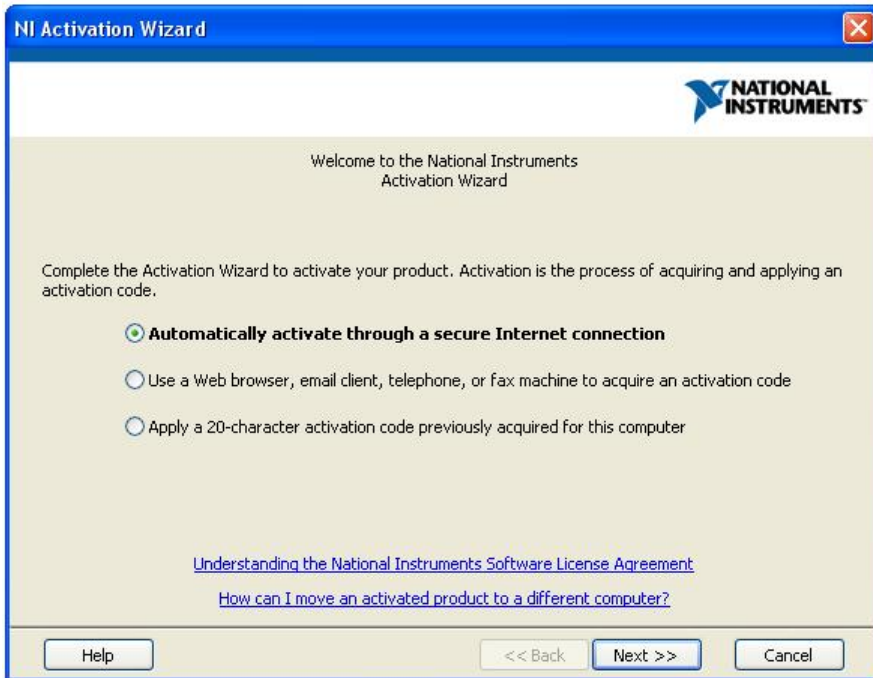 NI Activation Wizard
NATIONAL
INSTRUMENTS™
Welcome to the National Instruments
Activation Wizard
Complete the Activation Wizard to activate your product. Activation is the process of acquiring and applying an
activation code.
Automatically activate through a secure Internet connection
Use a Web browser, email client, telephone, or fax machine to acquire an activation code
Apply a 20-character activation code previously acquired for this computer
Understanding the National Instruments Software License Agreement
How can I move an activated product to a different computer?
Help
<< Back
Next >>
Cancel